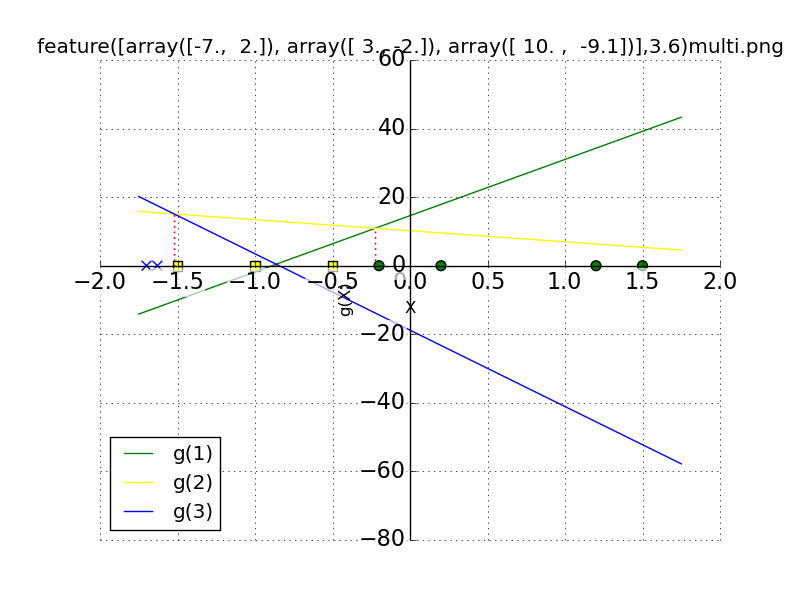 feature([array([-7., 2.]), array([ 3., -2.]), array([ 10. , -9.1])],3.6)multi.png
60
40
20
0
−2.0 −1.5 −1.0 −0.5 0.0 0.5 1.0 1.5 2.0
g(X)
X
−20
−40
g(1)
−60
g(2)
g(3)
−80